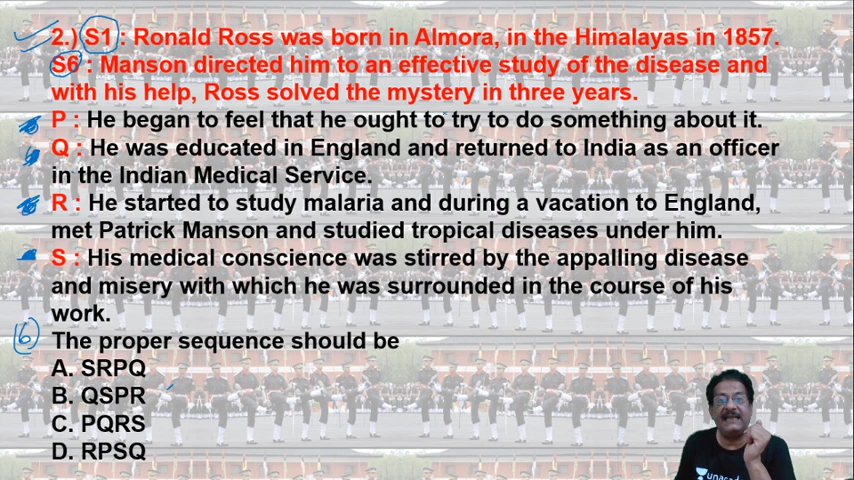 2.) S1 : Ronald Ross was born in Almora, in the Himalayas in 1857.
S6 : Manson directed him to an effective study of the disease and
with his help, Ross solved the mystery in three years.
P : He began to feel that he ought to try to do something about it.
Q : He was educated in England and returned to India as an officer
in the Indian Medical Service.
R : He started to study malaria and during a vacation to England,
met Patrick Manson and studied tropical diseases under him.
S : His medical conscience was stirred by the appalling disease
and misery with which he was surrounded in the course of his
work.
6 The proper sequence should be
A. SRPQ
B. QSPR
C. PQRS
D. RPSQ